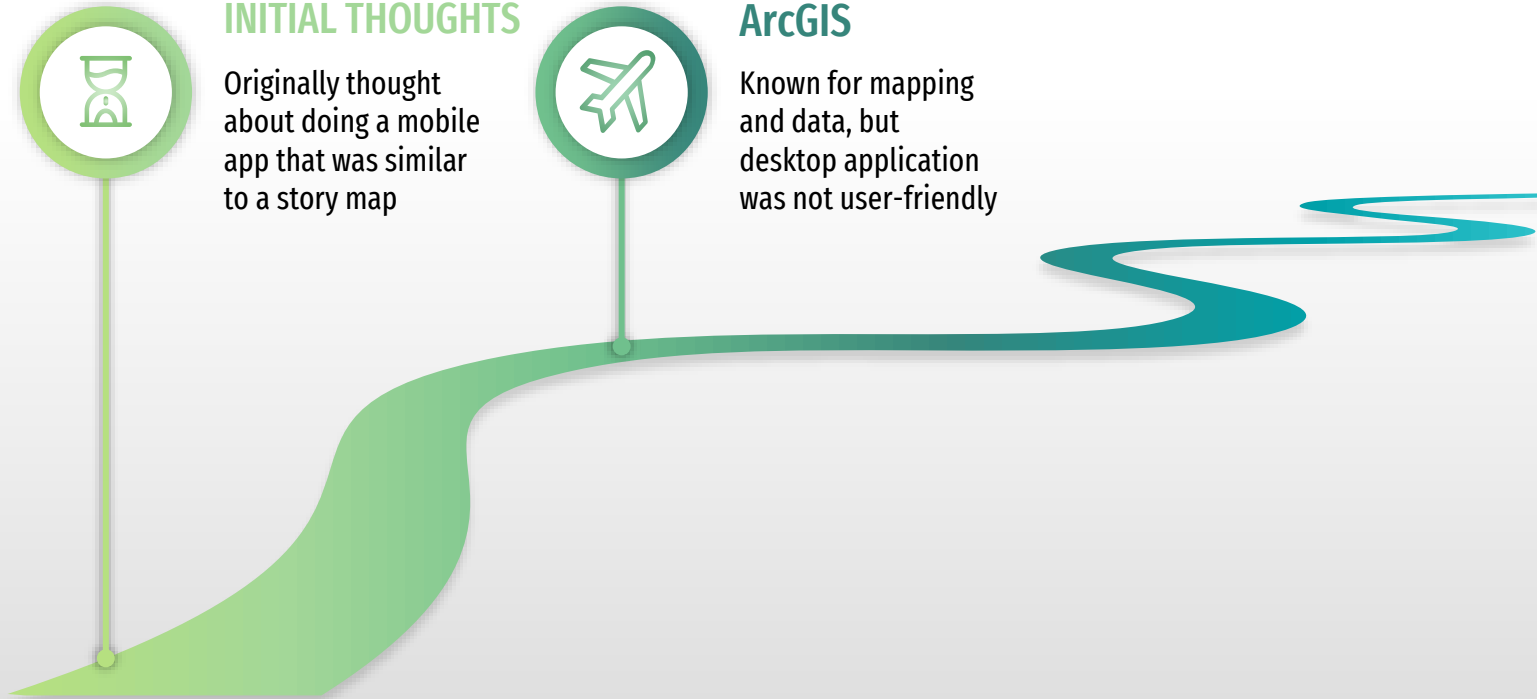 INITIAL THOUGHTS
Originally thought
about doing a mobile
app that was similar
to a story map
ArcGIS
Known for mapping
and data, but
desktop application
was not user-friendly